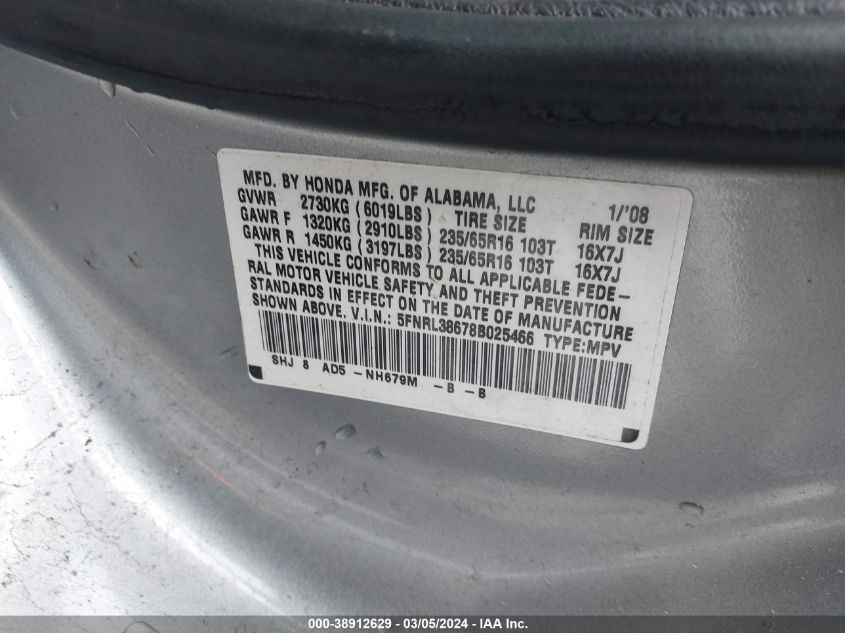 MFD. BY HONDA MFG. OF ALABAMA, LLC 1/'08
GVWR 2730KG (6019LBS) TIRE SIZE RIM SIZE
GAWR F 1320KG (2910LBS) 235/65R16 103T 16X7J
GAWR R 1450KG (3197LBS) 235/65R16 103T 16X7J
THIS VEHICLE CONFORMS TO ALL APPLICABLE FEDE-
RAL MOTOR VEHICLE SAFETY AND THEFT PREVENTION
STANDARDS IN EFFECT ON THE DATE OF MANUFACTURE
SHOWN ABOVE. V.I.N.: 5FNRL38678B025466 TYPE:MPV
SHJ 8 AD5 -NH679M -B -B
000-38912629 - 03/05/2024 - IAA Inc.